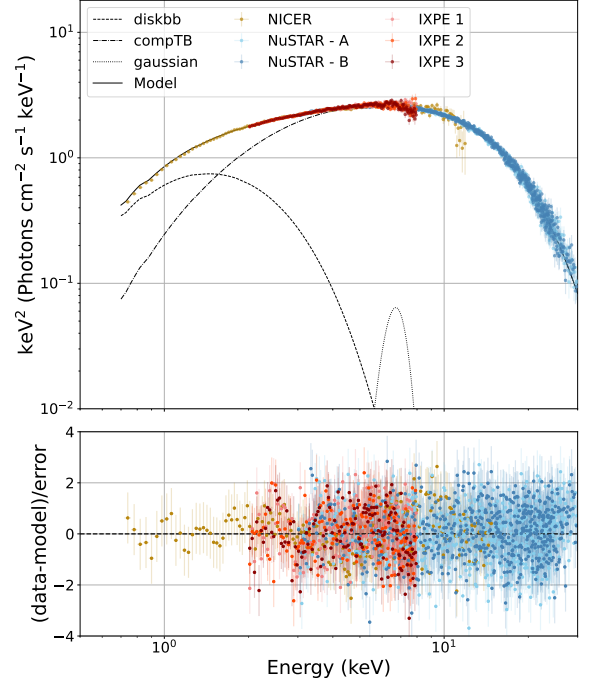 diskbb
compTB
gaussian
Model
NICER
NuSTAR - A
NuSTAR - B
IXPE 1
IXPE 2
IXPE 3
keV² (Photons cm⁻² s⁻¹ keV⁻¹)
10¹
10⁰
10⁻¹
10⁻²
(data-model)/error
4
2
0
−2
−4
10⁰
10¹
Energy (keV)